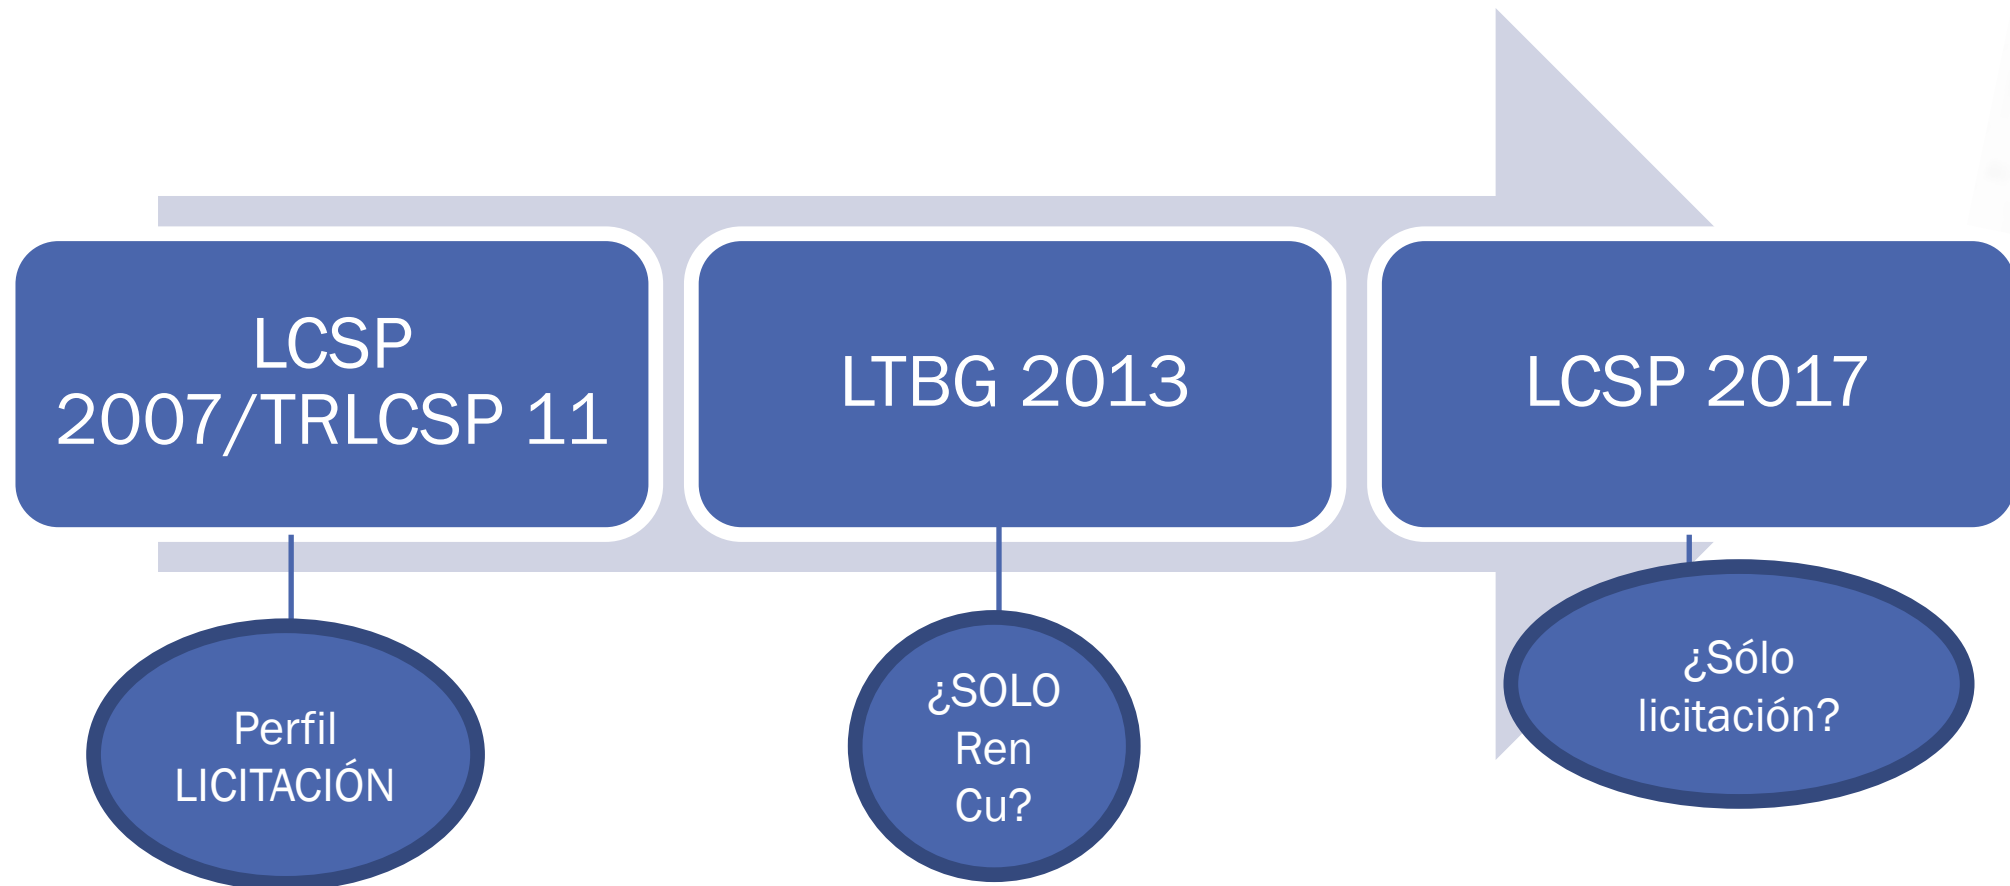 LCSP
2007/TRLCSP 11
LTBG 2013
LCSP 2017
Perfil
LICITACIÓN
¿SOLO
Ren
Cu?
¿Sólo
licitación?